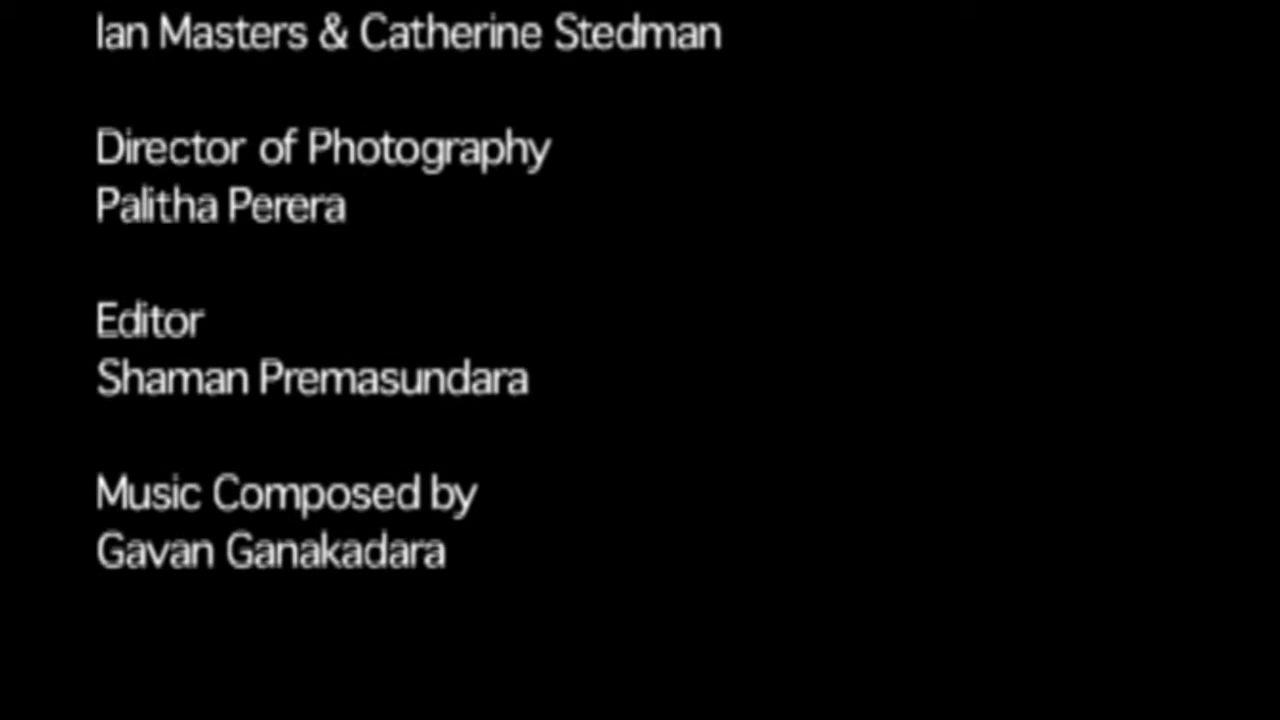 Ian Masters & Catherine Stedman
Director of Photography
Palitha Perera
Editor
Shaman Premasundara
Music Composed by
Gavan Ganakadara